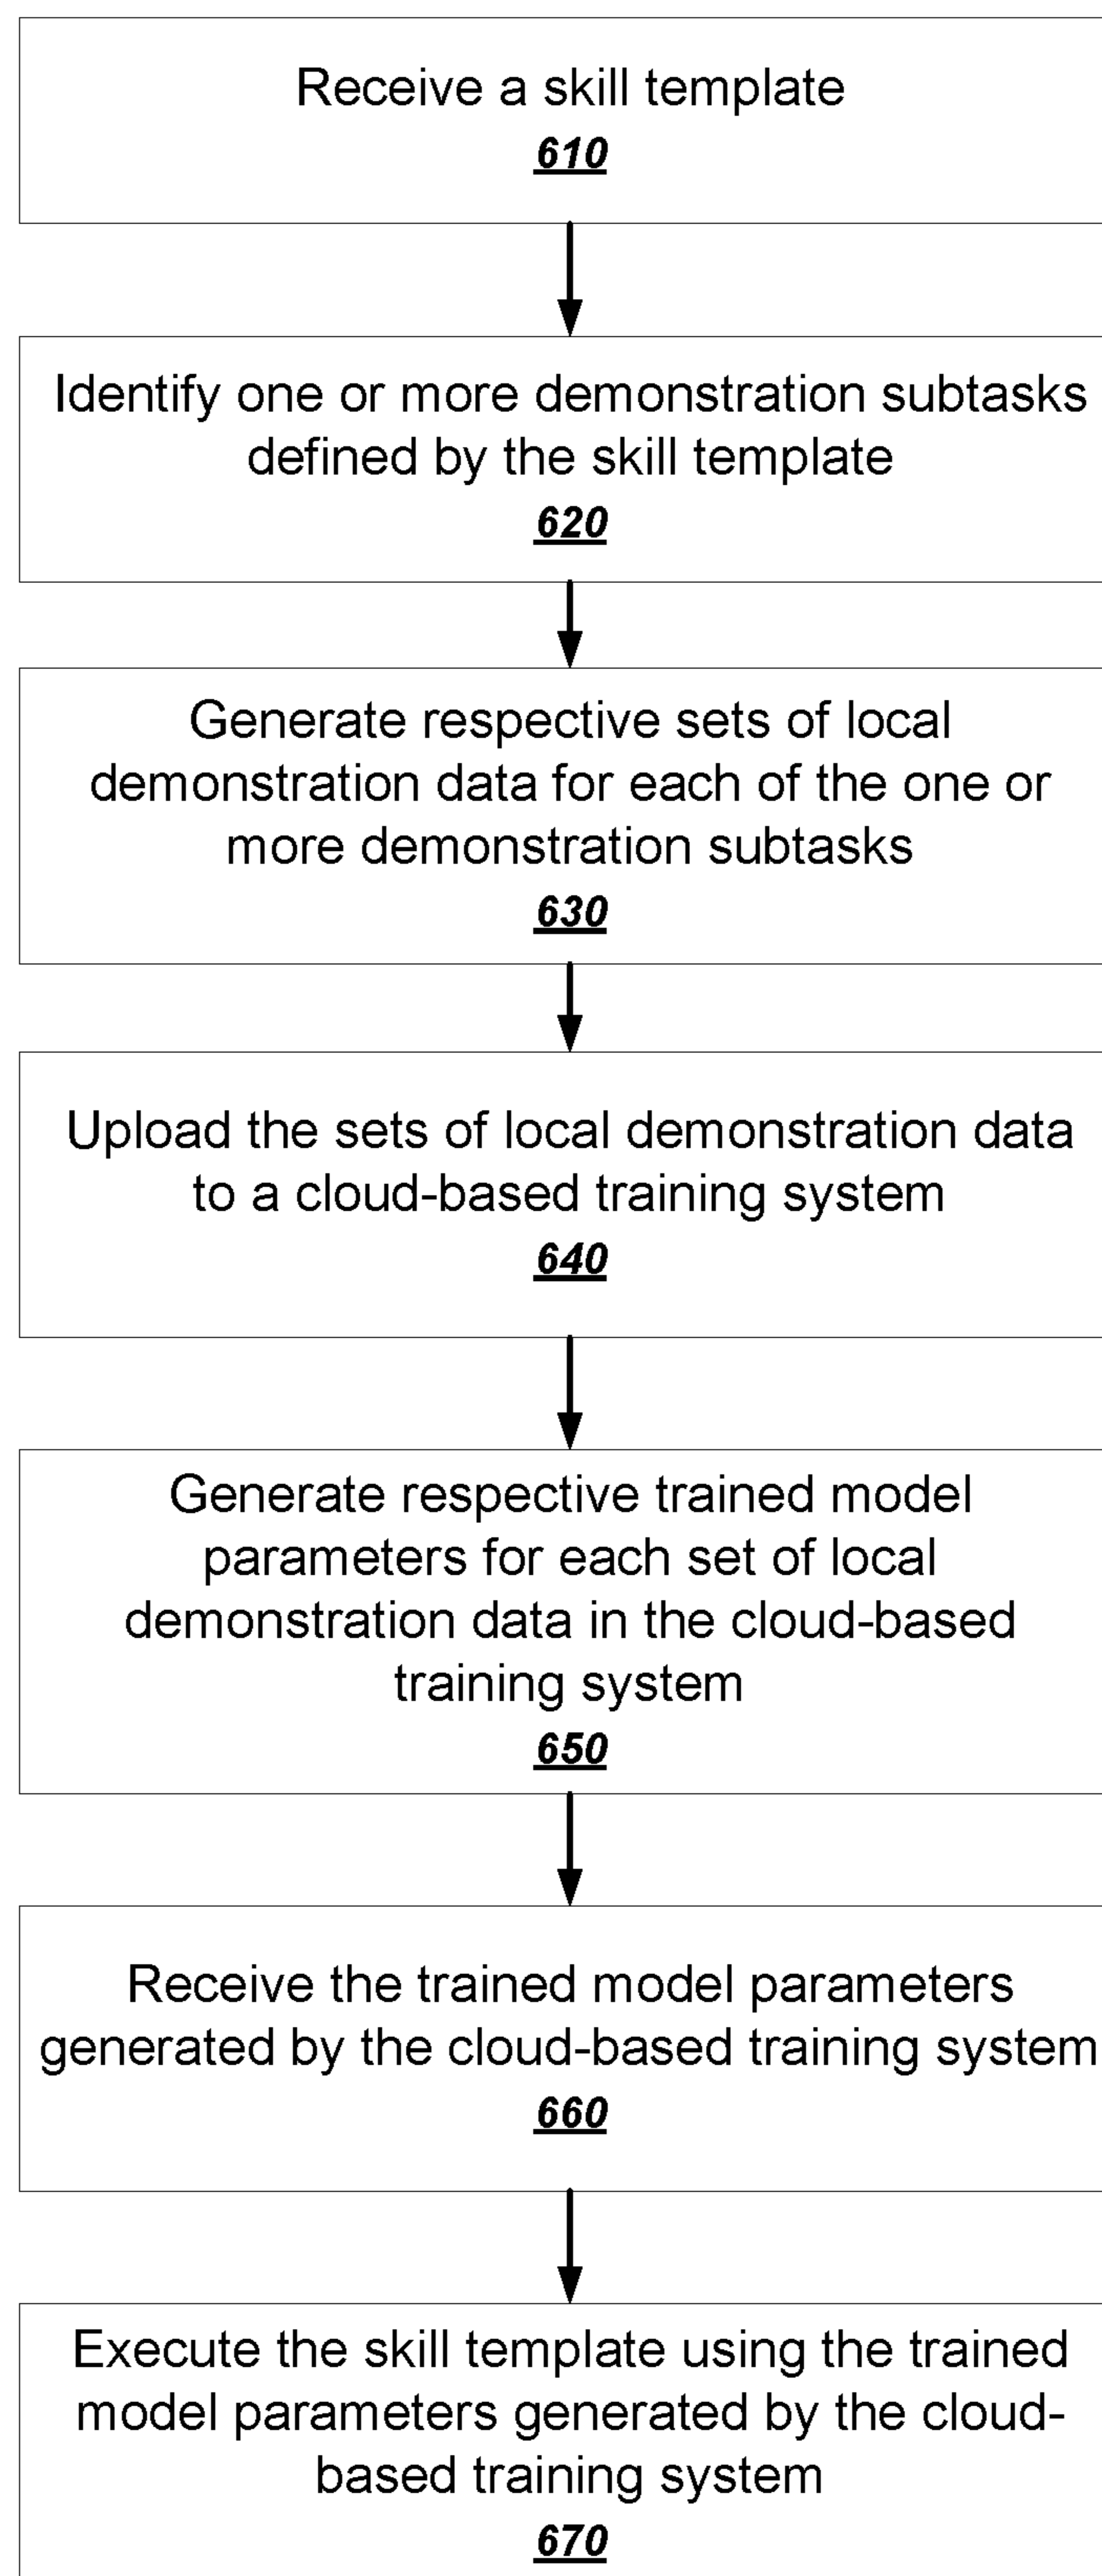 Receive a skill template
610
Identify one or more demonstration subtasks
defined by the skill template
620
Generate respective sets of local
demonstration data for each of the one or
more demonstration subtasks
630
Upload the sets of local demonstration data
to a cloud-based training system
640
Generate respective trained model
parameters for each set of local
demonstration data in the cloud-based
training system
650
Receive the trained model parameters
generated by the cloud-based training system
660
Execute the skill template using the trained
model parameters generated by the cloud-
based training system
670